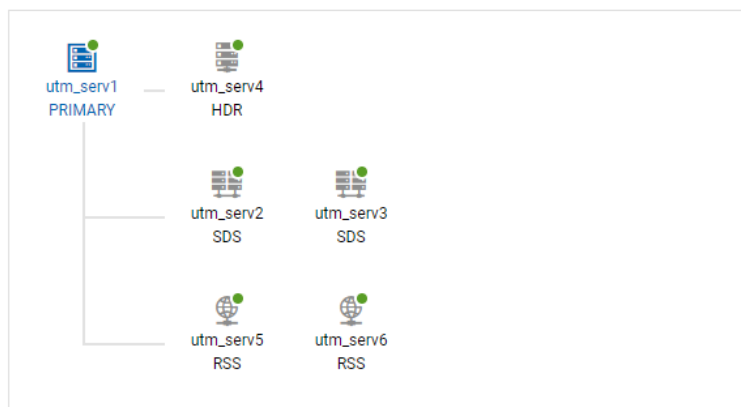 utm_serv1
PRIMARY
utm_serv4
HDR
utm_serv2
SDS
utm_serv3
SDS
utm_serv5
RSS
utm_serv6
RSS